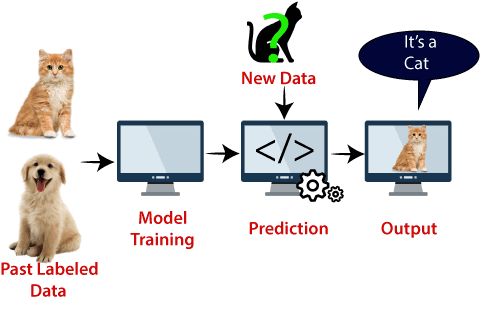 It's a
Cat
?
New Data
</>
Model
Training
Prediction
Output
Past Labeled
Data